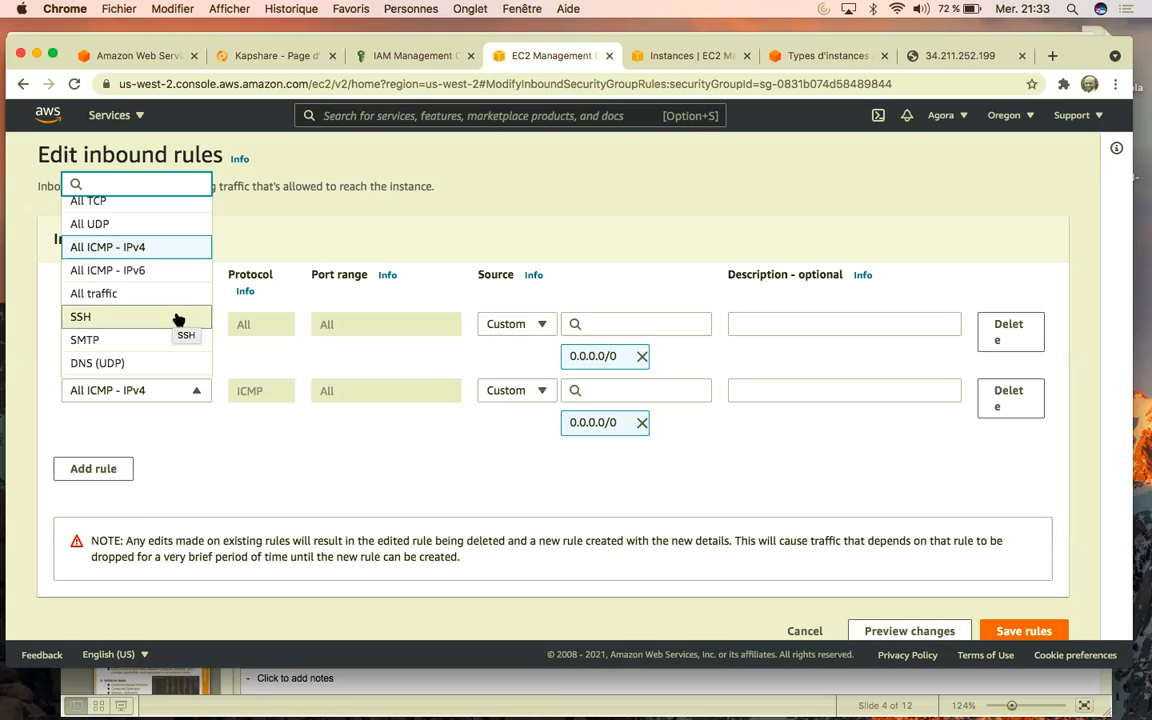 Chrome Fichier Modifier Afficher Historique Favoris Personnes Onglet Fenêtre Aide 72 % Mer. 21:33
Amazon Web Servi Kapshare - Page d' IAM Management C EC2 Management C Instances | EC2 Ma Types d'instances 34.211.252.199
us-west-2.console.aws.amazon.com/ec2/v2/home?region=us-west-2#ModifyInboundSecurityGroupRules:securityGroupId=sg-0831b074d58489844
aws Services Search for services, features, marketplace products, and docs [Option+S] Agora Oregon Support
Edit inbound rules Info
Inbo g traffic that's allowed to reach the instance.
All TCP
All UDP
All ICMP - IPv4
All ICMP - IPv6
All traffic
SSH
SSH
SMTP
DNS (UDP)
Protocol Info Port range Info Source Info Description - optional Info
All All Custom Delet
e
0.0.0.0/0
All ICMP - IPv4 ICMP All Custom Delet
e
0.0.0.0/0
Add rule
NOTE: Any edits made on existing rules will result in the edited rule being deleted and a new rule created with the new details. This will cause traffic that depends on that rule to be
dropped for a very brief period of time until the new rule can be created.
Cancel Preview changes Save rules
Feedback English (US) © 2008 - 2021, Amazon Web Services, Inc. or its affiliates. All rights reserved. Privacy Policy Terms of Use Cookie preferences
- Click to add notes
Slide 4 of 12 124%